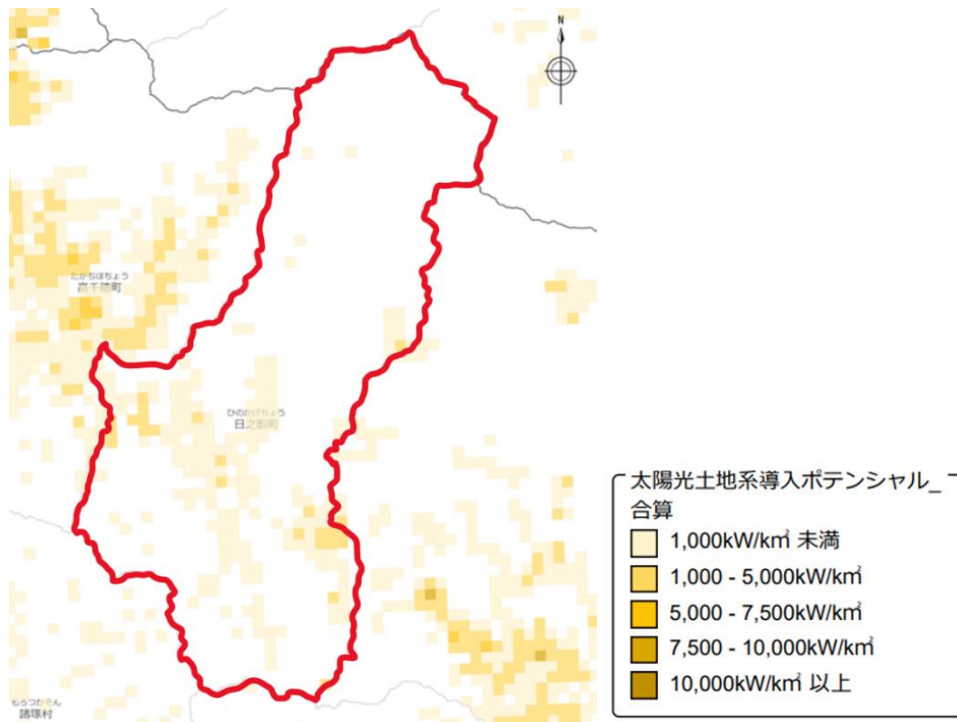 N
たかちほちょう
高千穂町
ひのかげちょう
日之影町
もろつかそん
諸塚村
太陽光土地系導入ポテンシャル_
合算
1,000kW/k㎡ 未満
1,000 - 5,000kW/k㎡
5,000 - 7,500kW/k㎡
7,500 - 10,000kW/k㎡
10,000kW/k㎡ 以上